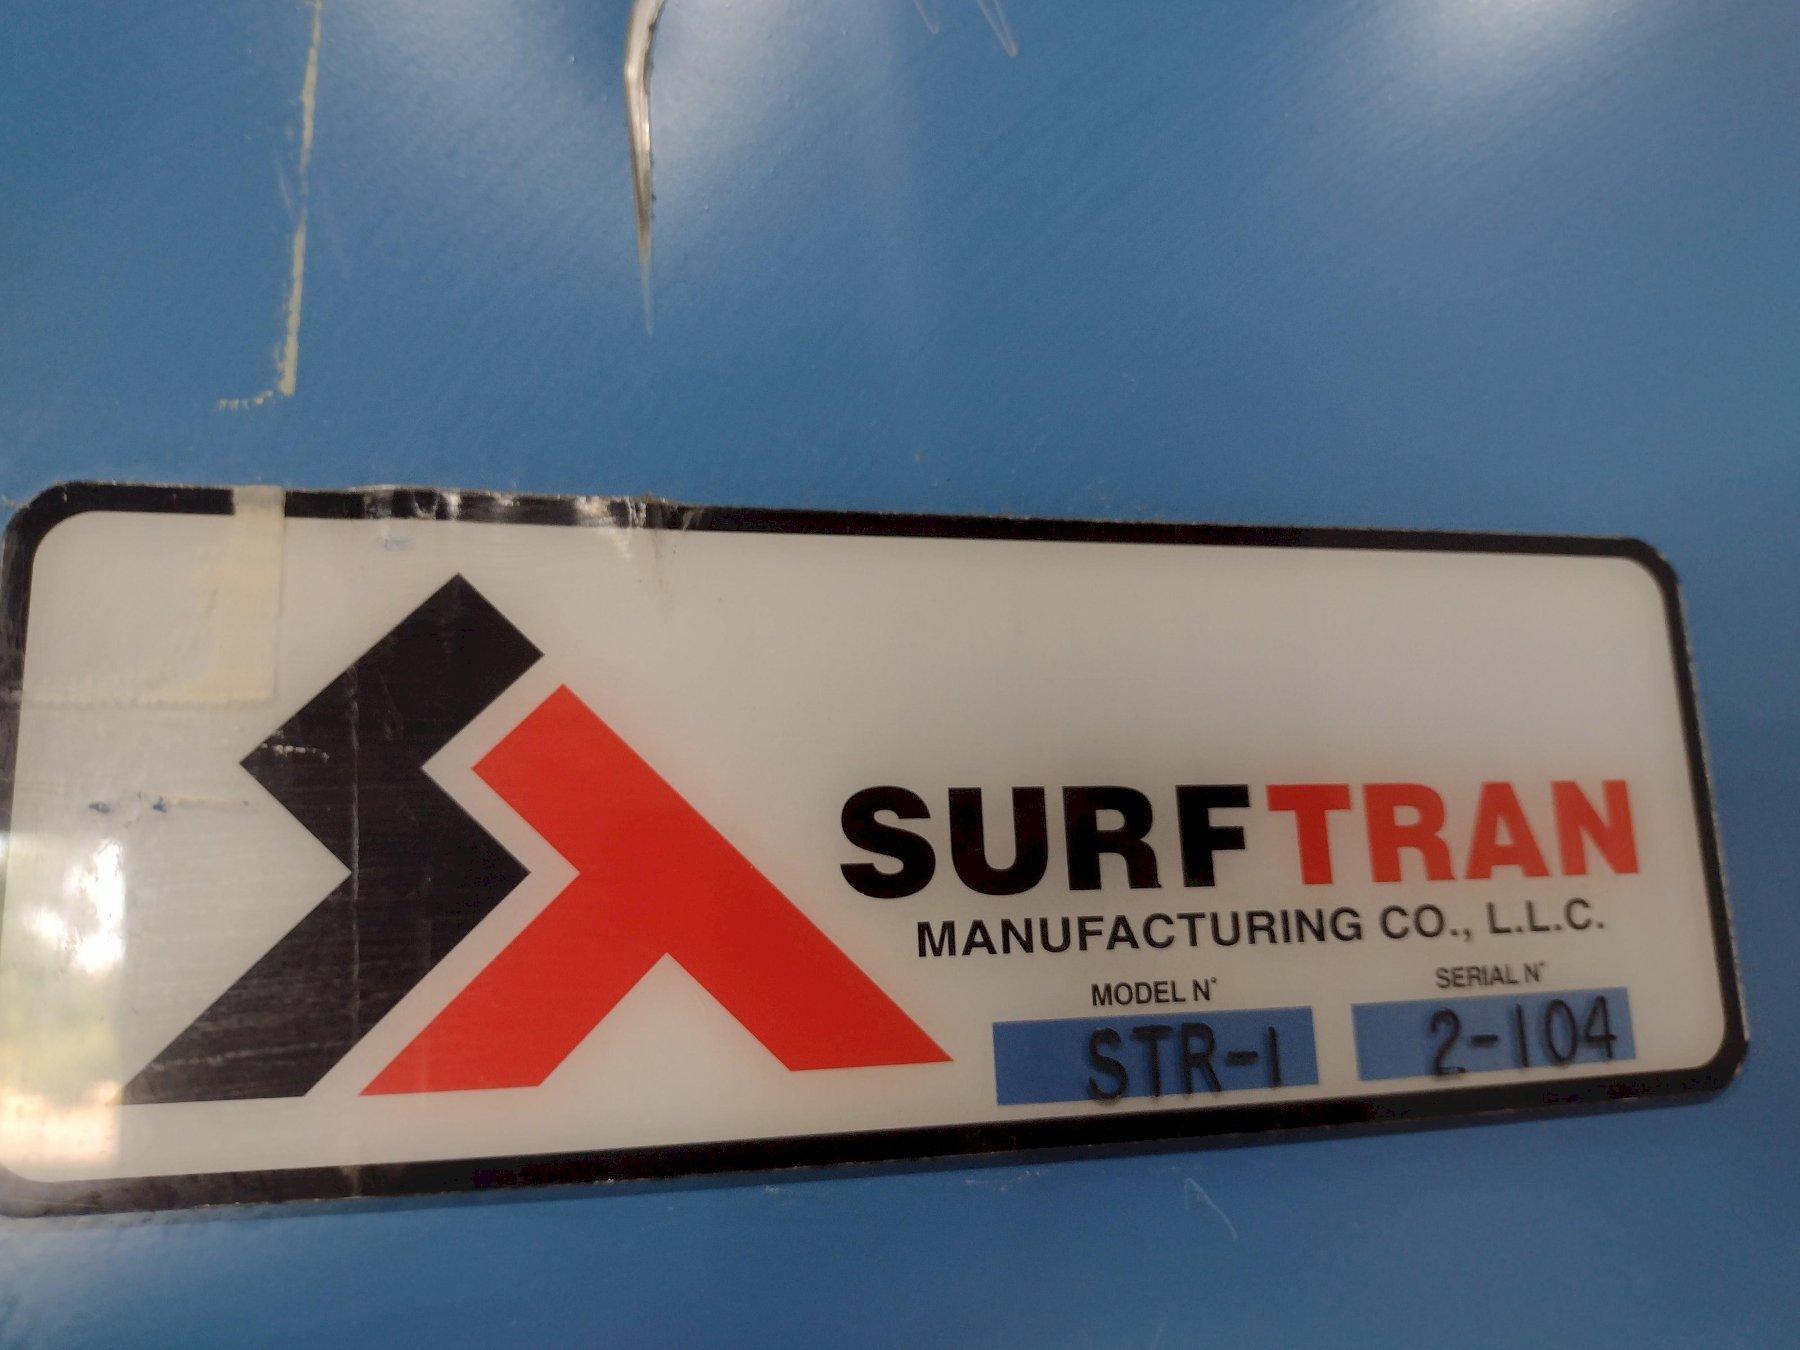 SURFTRAN
MANUFACTURING CO., L.L.C.
MODEL N° SERIAL N°
STR-1 2-104